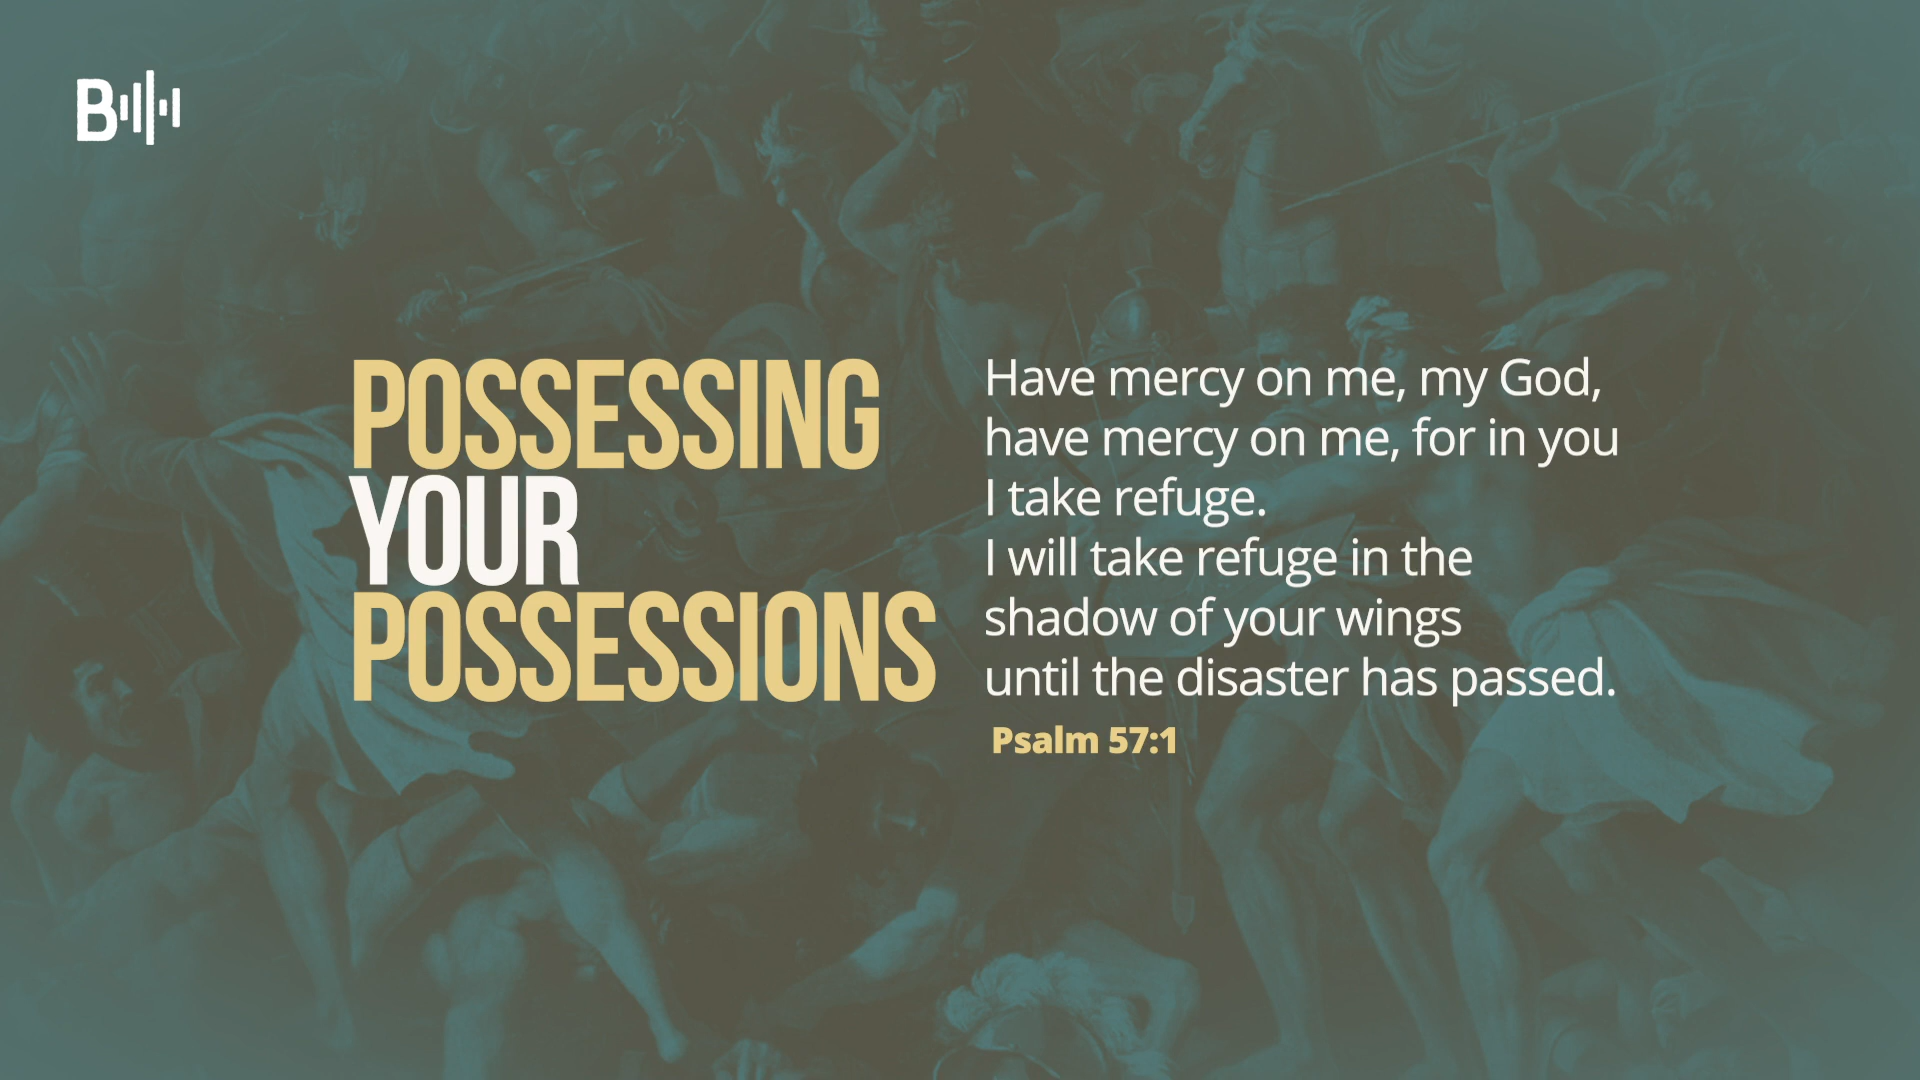 B
POSSESSING
YOUR
POSSESSIONS
Have mercy on me, my God,
have mercy on me, for in you
I take refuge.
I will take refuge in the
shadow of your wings
until the disaster has passed.
Psalm 57:1